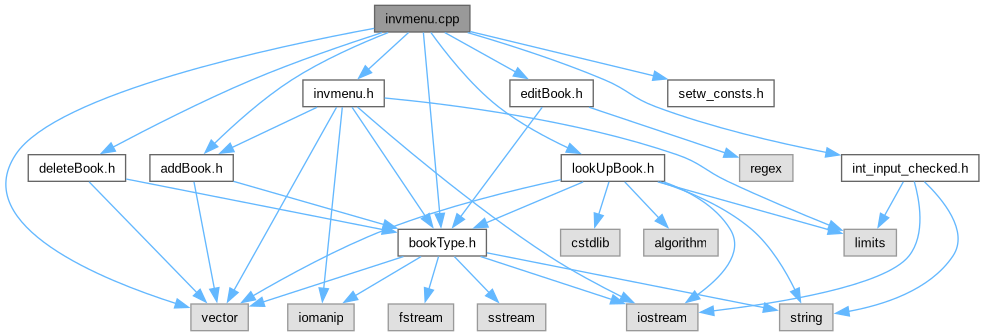 invmenu.cpp
invmenu.h
editBook.h
setw_consts.h
deleteBook.h
addBook.h
lookUpBook.h
regex
int_input_checked.h
bookType.h
cstdlib
algorithm
limits
vector
iomanip
fstream
sstream
iostream
string